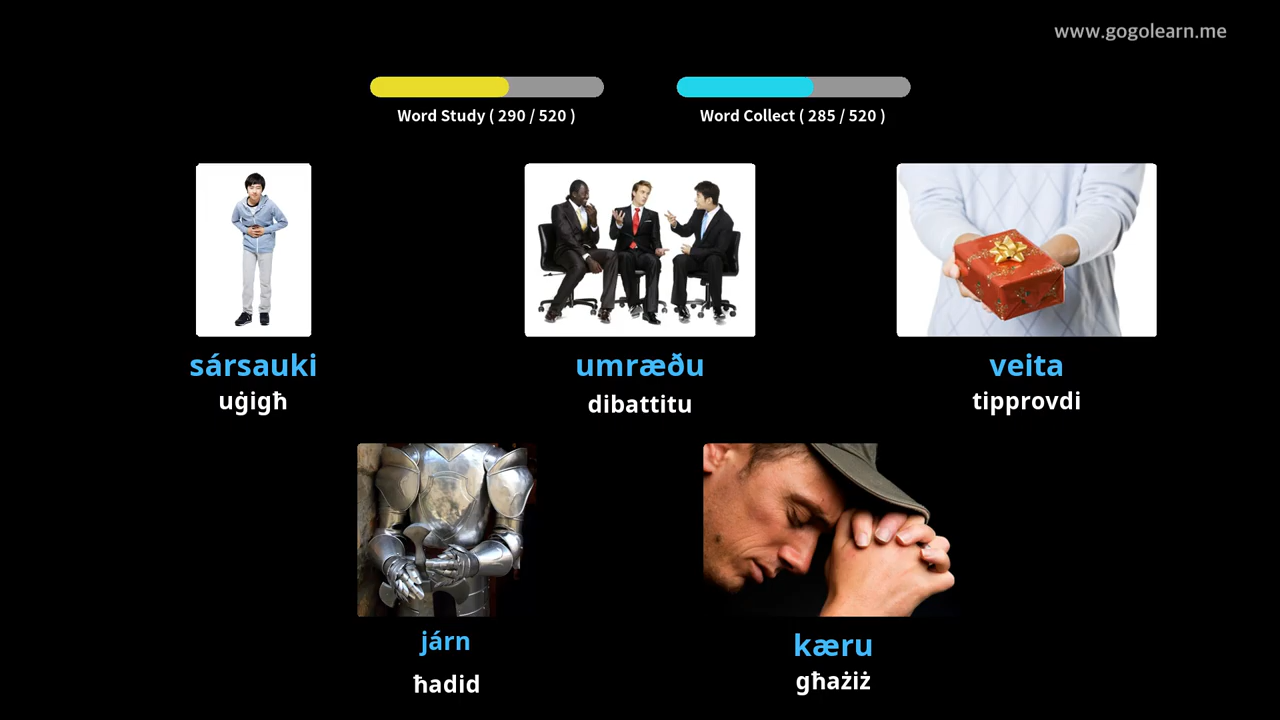 www.gogolearn.me
Word Study ( 290 / 520 )
Word Collect ( 285 / 520 )
sársauki
uġigħ
umræðu
dibattitu
veita
tipprovdi
járn
ħadid
kæru
għażiż